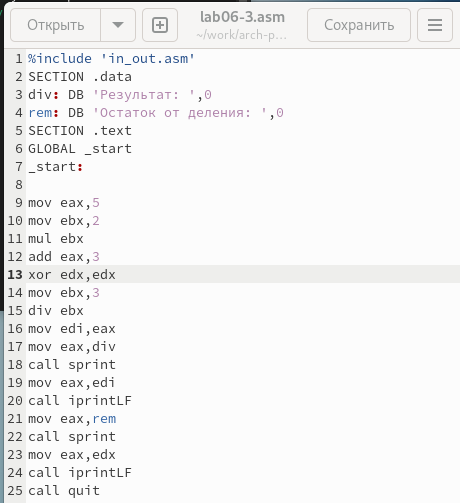 Открыть
lab06-3.asm
~/work/arch-p...
Сохранить
1 %include 'in_out.asm'
2 SECTION .data
3 div: DB 'Результат: ',0
4 rem: DB 'Остаток от деления: ',0
5 SECTION .text
6 GLOBAL _start
7 _start:
8
9 mov eax,5
10 mov ebx,2
11 mul ebx
12 add eax,3
13 xor edx,edx
14 mov ebx,3
15 div ebx
16 mov edi,eax
17 mov eax,div
18 call sprint
19 mov eax,edi
20 call iprintLF
21 mov eax,rem
22 call sprint
23 mov eax,edx
24 call iprintLF
25 call quit